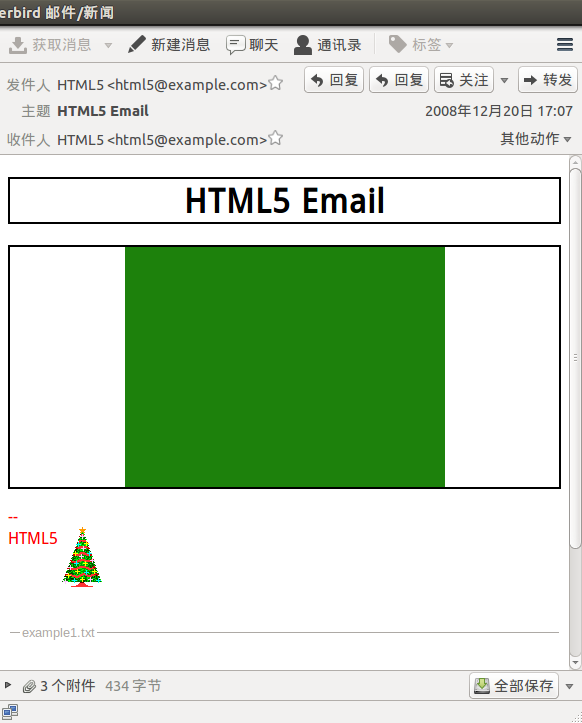 erbird 邮件/新闻
获取消息 新建消息 聊天 通讯录 标签
发件人 HTML5 <html5@example.com> 回复 回复 关注 转发
主题 HTML5 Email 2008年12月20日 17:07
收件人 HTML5 <html5@example.com> 其他动作
HTML5 Email
--
HTML5
example1.txt
3 个附件 434 字节 全部保存